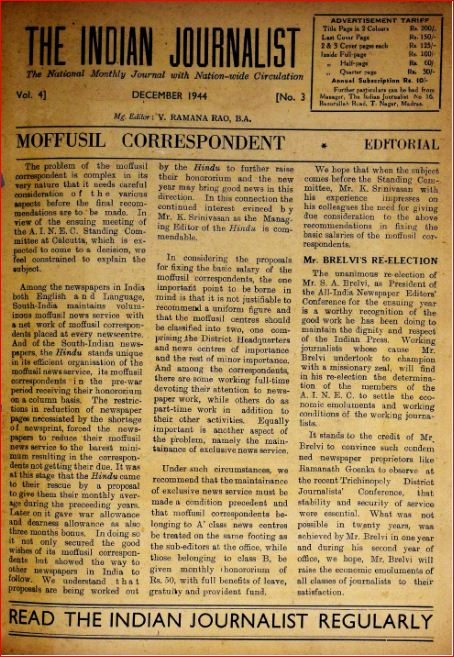 THE INDIAN JOURNALIST
The National Monthly Journal with Nation-wide Circulation
ADVERTISEMENT TARIFF
Title Page in 2 Colours Rs. 200/-
Last Cover Page Rs. 150/-
2 & 3 Cover pages each Rs. 125/-
Inside Full-page Rs. 100/-
„ Half-page Rs. 60/-
„ Quarter page Rs. 30/-
Annual Subscription Rs. 10/-
Further particulars can be had from
Manager, The Indian Journalist No 16,
Road, T. Nagar, Madras.
Vol. 4] DECEMBER 1944 [No. 3
Mg. Editor: V. RAMANA RAO, B.A.
MOFFUSIL CORRESPONDENT * EDITORIAL
The problem of the moffusil
correspondent is complex in its
very nature that it needs careful
consideration of the various
aspects before the final recom-
mendations are to be made. In
view of the ensuing meeting of
the A. I. N. E. C. Standing Com-
mittee at Calcutta, which is ex-
pected to come to a decision, we
feel constrained to explain the
subject.
Among the newspapers in India
both English and Language,
South-India maintains volum-
inous moffusil news service with
a net work of moffusil correspon-
dents placed at every newscentre.
And of the South-Indian news-
papers, the Hindu stands unique
in its efficient organisation of the
moffusil news service, its moffusil
correspondents in the pre-war
period receiving their honororium
on a column basis. The restric-
tions in reduction of newspaper
pages necessiated by the shortage
of newsprint, forced the news-
papers to reduce their moffusil
news service to the barest mini-
mum resulting in the correspon-
dents not getting their due. It was
at this stage that the Hindu came
to their rescue by a proposal
to give them their monthly aver-
age during the preceeding years.
Later on it gave war allowance
and dearness allowance as also
three months bonus. In doing so
it not only secured the good
wishes of its moffusil correspon-
dents but showed the way to
other newspapers in India to
follow. We understand that
proposals are being worked out
by the Hindu to further raise
their honororium and the new
year may bring good news in this
direction. In this connection the
continued interest evinced by
Mr. K. Srinivasan as the Manag-
ing Editor of the Hindu is com-
mendable.
In considering the proposals
for fixing the basic salary of the
moffusil correspondents, the one
important point to be borne in
mind is that it is not justifiable to
recommend a uniform figure and
that the moffusil centres should
be classified into two, one com-
prising the District Headquarters
and news centres of importance
and the rest of minor importance.
And among the correspondents,
there are some working full-time
devoting their attention to news-
paper work, while others do as
part-time work in addition to
their other activities. Equally
important is another aspect of
the problem, namely the main-
tainance of exclusive news service.
Under such circumstances, we
recommend that the maintainance
of exclusive news service must be
made a condition precedent and
that moffusil correspondents be-
longing to A' class news centres
be treated on the same footing as
the sub-editors at the office, while
those belonging to class B, be
given monthly honororium of
Rs. 50, with full benefits of leave,
gratuity and provident fund.
We hope that when the subject
comes before the Standing Com-
mittee, Mr. K. Srinivasan with
his experience impresses on
his colleagues the need for giving
due consideration to the above
recommendations in fixing the
basic salaries of the moffusil cor-
respondents.
Mr. BRELVI'S RE-ELECTION
The unanimous re-election of
Mr. S. A. Brelvi, as President of
the All-India Newspaper Editors'
Conference for the ensuing year
is a worthy recognition of the
good work he has been doing to
maintain the dignity and respect
of the Indian Press. Working
journalists whose cause Mr.
Brelvi undertook to champion
with a missionary zeal, will find
in his re-election the determina-
tion of the members of the
A. I. N. E. C. to settle the eco-
nomic emoluments and working
conditions of the working journa-
lists.
It stands to the credit of Mr.
Brelvi to convince such condem
ned newspaper proprietors like
Ramanath Goenka to observe at
the recent Trichinopoly District
Journalists' Conference, that
stability and security of service
were essential. What was not
possible in twenty years, was
achieved by Mr. Brelvi in one year
and during his second year of
office, we hope, Mr. Brelvi will
raise the economic emoluments of
all classes of journalists to their
satisfaction.
READ THE INDIAN JOURNALIST REGULARLY